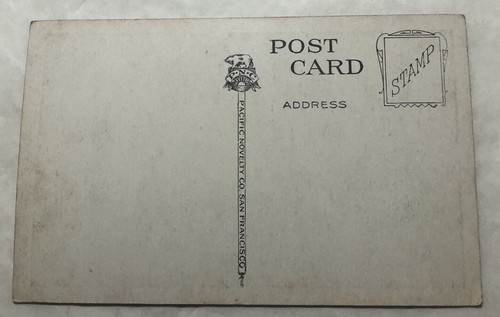 POST
CARD
STAMP
ADDRESS
P.N.C.
PACIFIC NOVELTY CO. SAN FRANCISCO